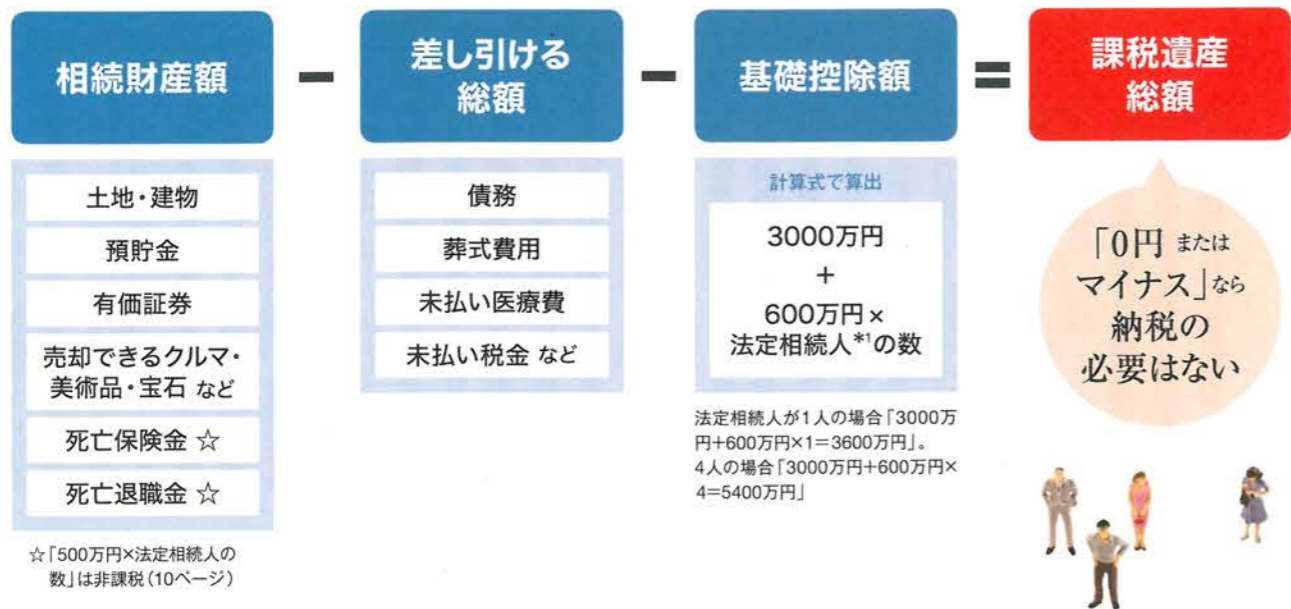 相続財産額
−
差し引ける
総額
−
基礎控除額
=
課税遺産
総額
土地・建物
預貯金
有価証券
売却できるクルマ・
美術品・宝石 など
死亡保険金 ☆
死亡退職金 ☆
☆「500万円×法定相続人の
数」は非課税(10ページ)
債務
葬式費用
未払い医療費
未払い税金 など
計算式で算出
3000万円
+
600万円×
法定相続人*1の数
法定相続人が1人の場合「3000万
円+600万円×1=3600万円」。
4人の場合「3000万円+600万円×
4=5400万円」
「0円 または
マイナス」なら
納税の
必要はない